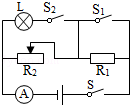 L S₂ S₁
R₂ R₁
A S